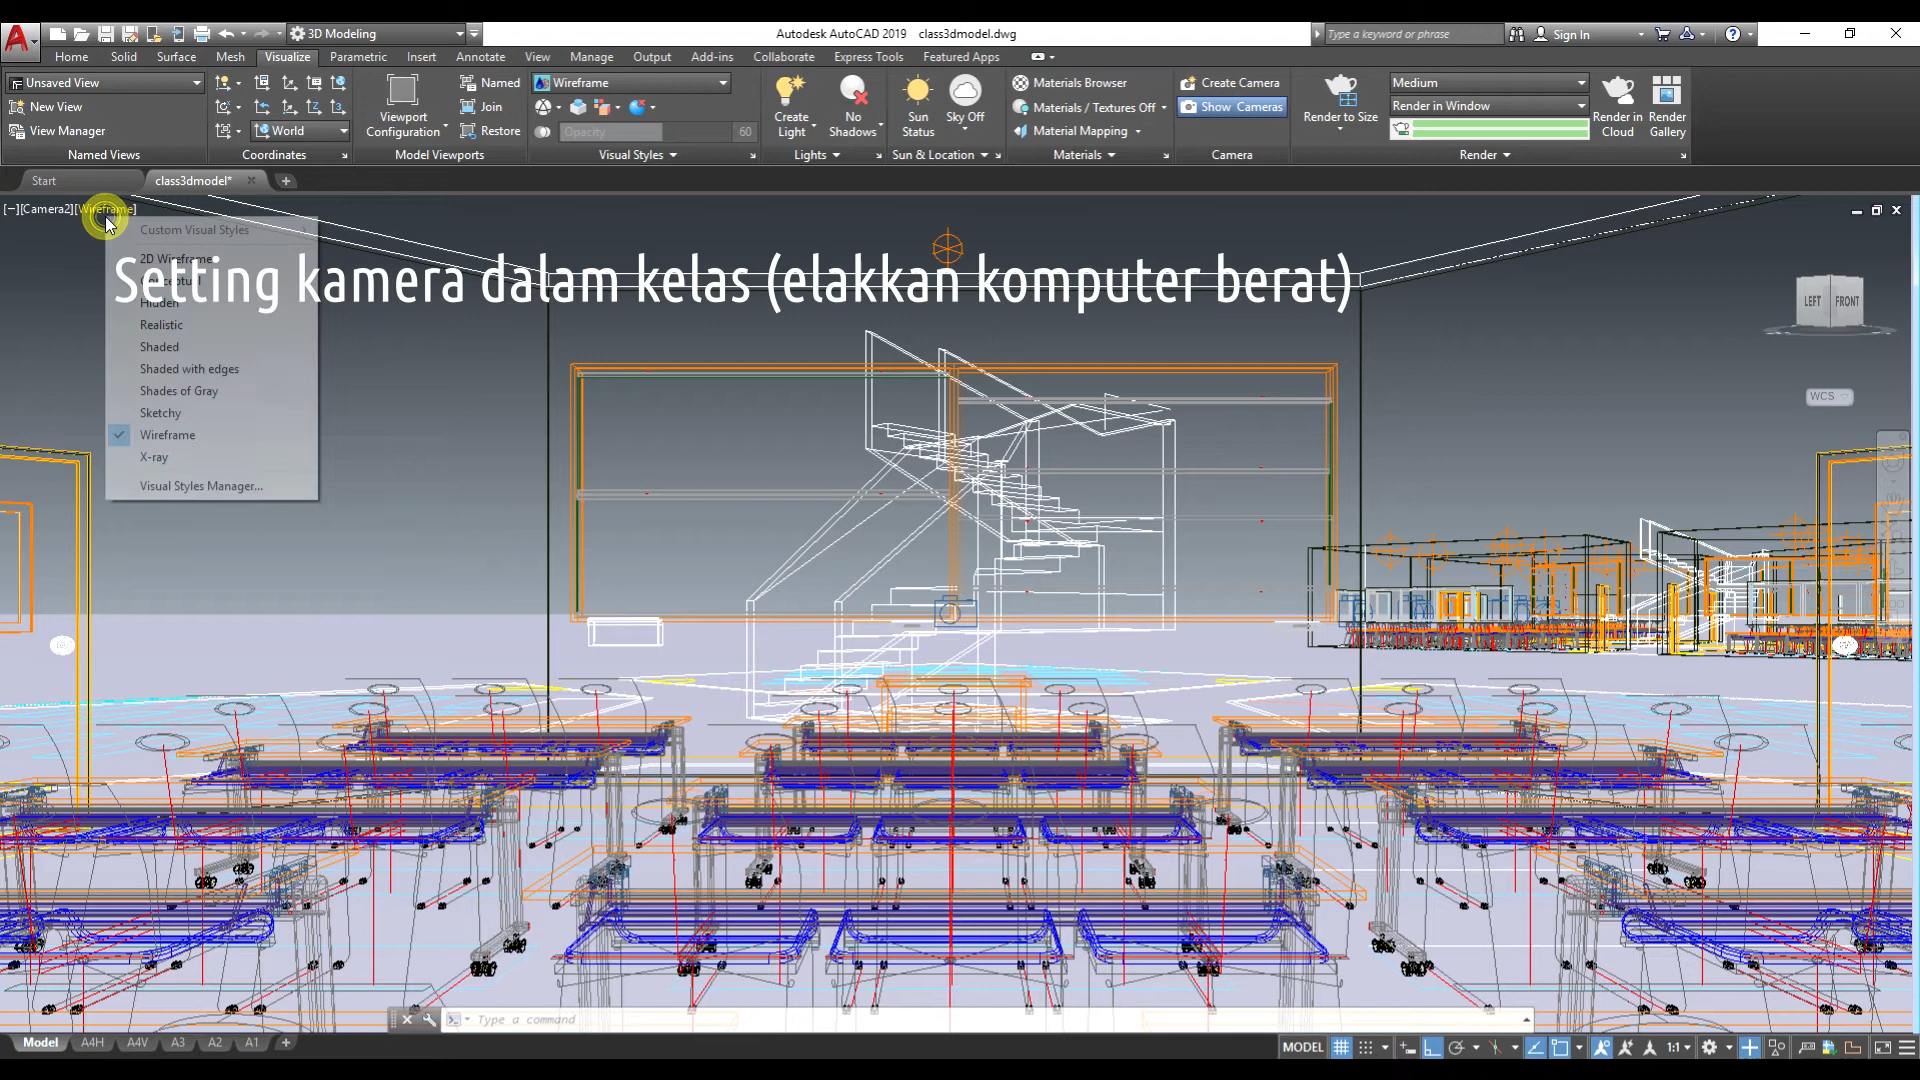 3D Modeling
Autodesk AutoCAD 2019 class3dmodel.dwg
Type a keyword or phrase
Sign In
Home Solid Surface Mesh Visualize Parametric Insert Annotate View Manage Output Add-ins Collaborate Express Tools Featured Apps
Unsaved View
New View
View Manager
Named Views
World
Coordinates
Viewport
Configuration
Named
Join
Restore
Model Viewports
Wireframe
Opacity 60
Visual Styles
Create
Light
No
Shadows
Lights
Sun
Status
Sky Off
Sun & Location
Materials Browser
Materials / Textures Off
Material Mapping
Materials
Create Camera
Show Cameras
Camera
Render to Size
Medium
Render in Window
Render in
Cloud
Render
Gallery
Render
Start
class3dmodel*
[−][Camera2][Wireframe]
Custom Visual Styles
2D Wireframe
Setting kamera dalam kelas (elakkan komputer berat)
Conceptual
Hidden
Realistic
Shaded
Shaded with edges
Shades of Gray
Sketchy
Wireframe
X-ray
Visual Styles Manager...
LEFT FRONT
WCS
Type a command
Model A4H A4V A3 A2 A1
MODEL
1:1